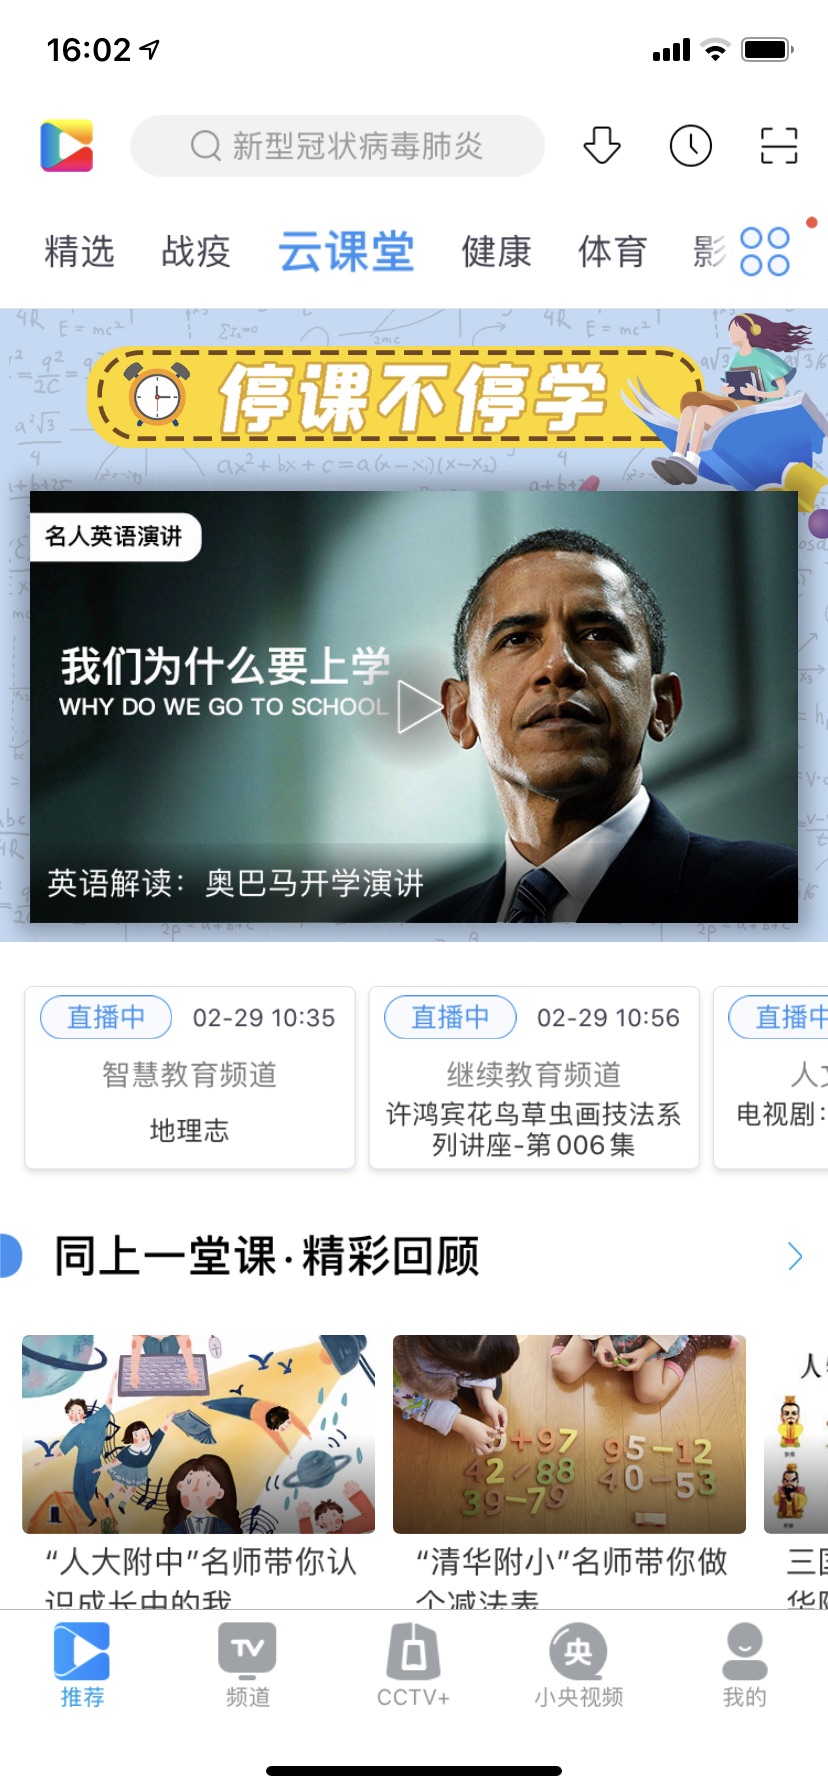 16:02
新型冠状病毒肺炎
精选 战疫 云课堂 健康 体育 影
停课不停学
名人英语演讲
我们为什么要上学
WHY DO WE GO TO SCHOOL
英语解读：奥巴马开学演讲
直播中 02-29 10:35
智慧教育频道
地理志
直播中 02-29 10:56
继续教育频道
许鸿宾花鸟草虫画技法系
列讲座-第006集
直播中
人文
电视剧：
同上一堂课·精彩回顾
“人大附中”名师带你认
识成长中的我
“清华附小”名师带你做
个减法表
三国
华附
推荐
TV
频道
CCTV+
央
小央视频
我的